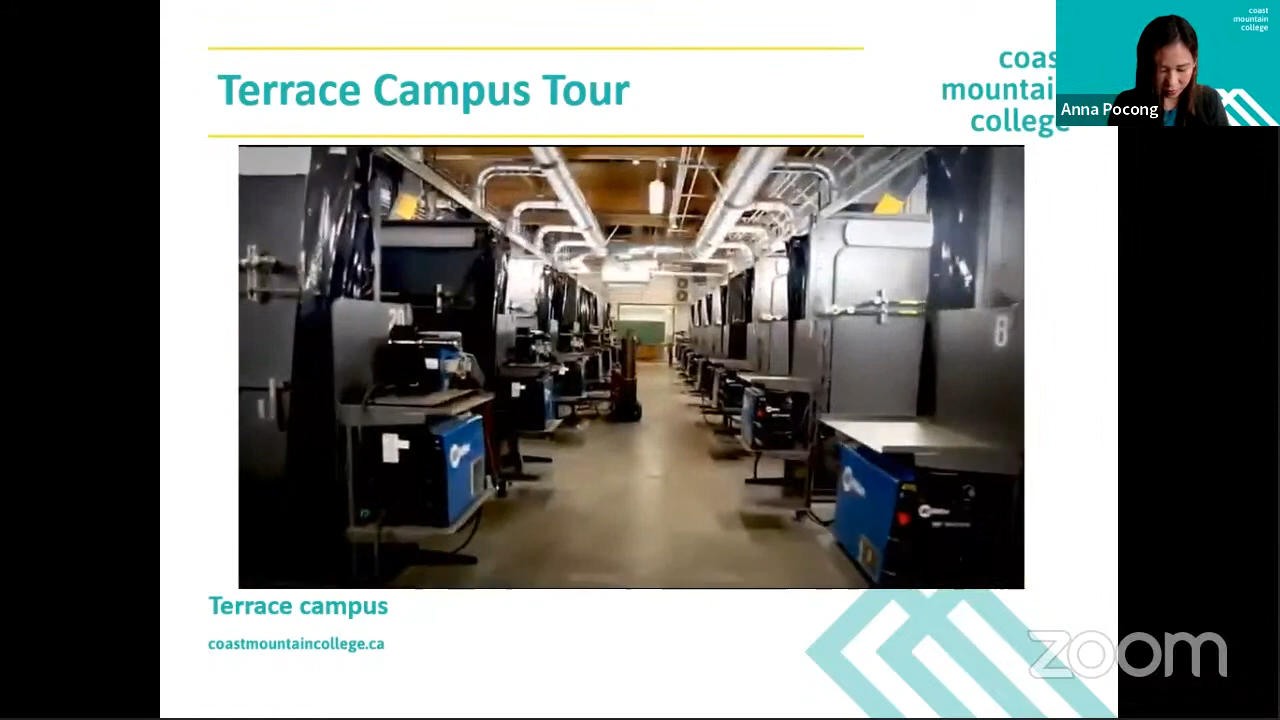 Terrace Campus Tour
coas
mountai
college
coast
mountain
college
Anna Pocong
20
8
Terrace campus
coastmountaincollege.ca
zoom